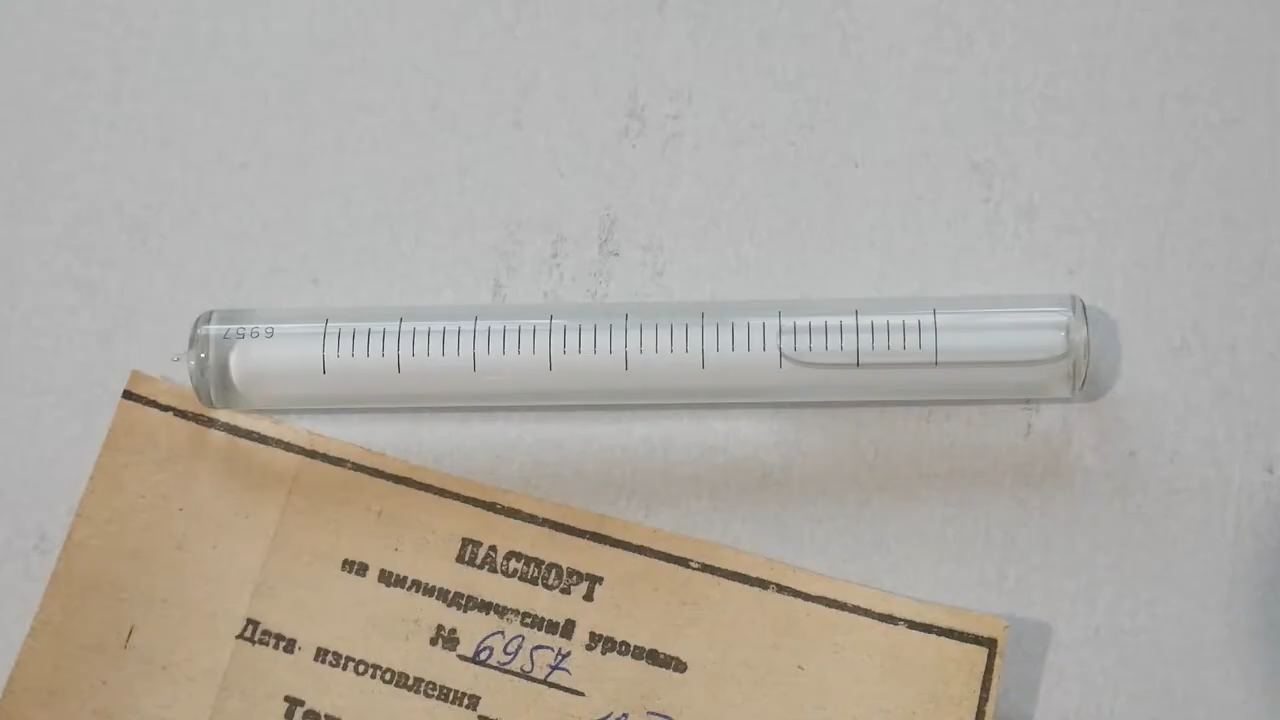 6957
ПАСПОРТ
на цилиндрический уровень
№ 6957
Дата изготовления